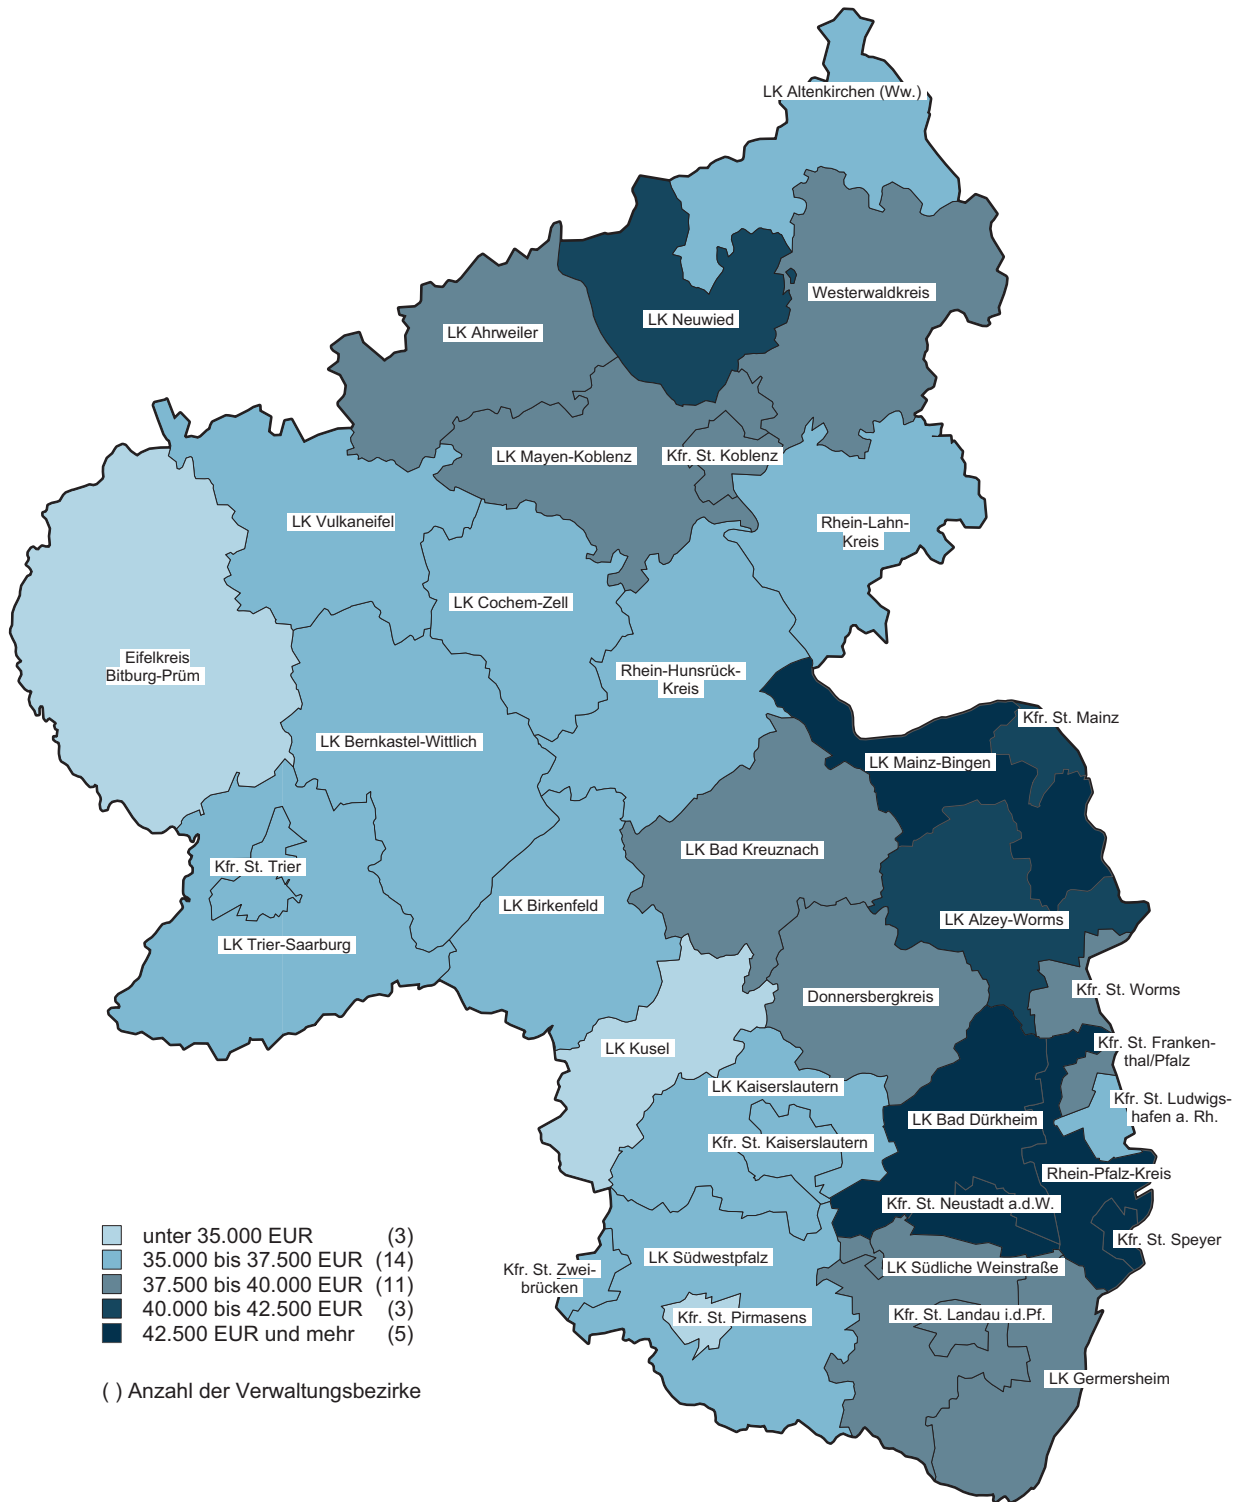 LK Altenkirchen (Ww.)
Westerwaldkreis
LK Neuwied
LK Ahrweiler
LK Mayen-Koblenz
Kfr. St. Koblenz
LK Vulkaneifel
Rhein-Lahn-
Kreis
LK Cochem-Zell
Eifelkreis
Bitburg-Prüm
Rhein-Hunsrück-
Kreis
Kfr. St. Mainz
LK Bernkastel-Wittlich
LK Mainz-Bingen
LK Bad Kreuznach
Kfr. St. Trier
LK Birkenfeld
LK Alzey-Worms
LK Trier-Saarburg
Kfr. St. Worms
Donnersbergkreis
Kfr. St. Franken-
thal/Pfalz
LK Kusel
LK Kaiserslautern
Kfr. St. Ludwigs-
hafen a. Rh.
LK Bad Dürkheim
Kfr. St. Kaiserslautern
Rhein-Pfalz-Kreis
Kfr. St. Neustadt a.d.W.
Kfr. St. Speyer
LK Südwestpfalz
LK Südliche Weinstraße
Kfr. St. Zwei-
brücken
Kfr. St. Landau i.d.Pf.
Kfr. St. Pirmasens
LK Germersheim
unter 35.000 EUR (3)
35.000 bis 37.500 EUR (14)
37.500 bis 40.000 EUR (11)
40.000 bis 42.500 EUR (3)
42.500 EUR und mehr (5)
( ) Anzahl der Verwaltungsbezirke